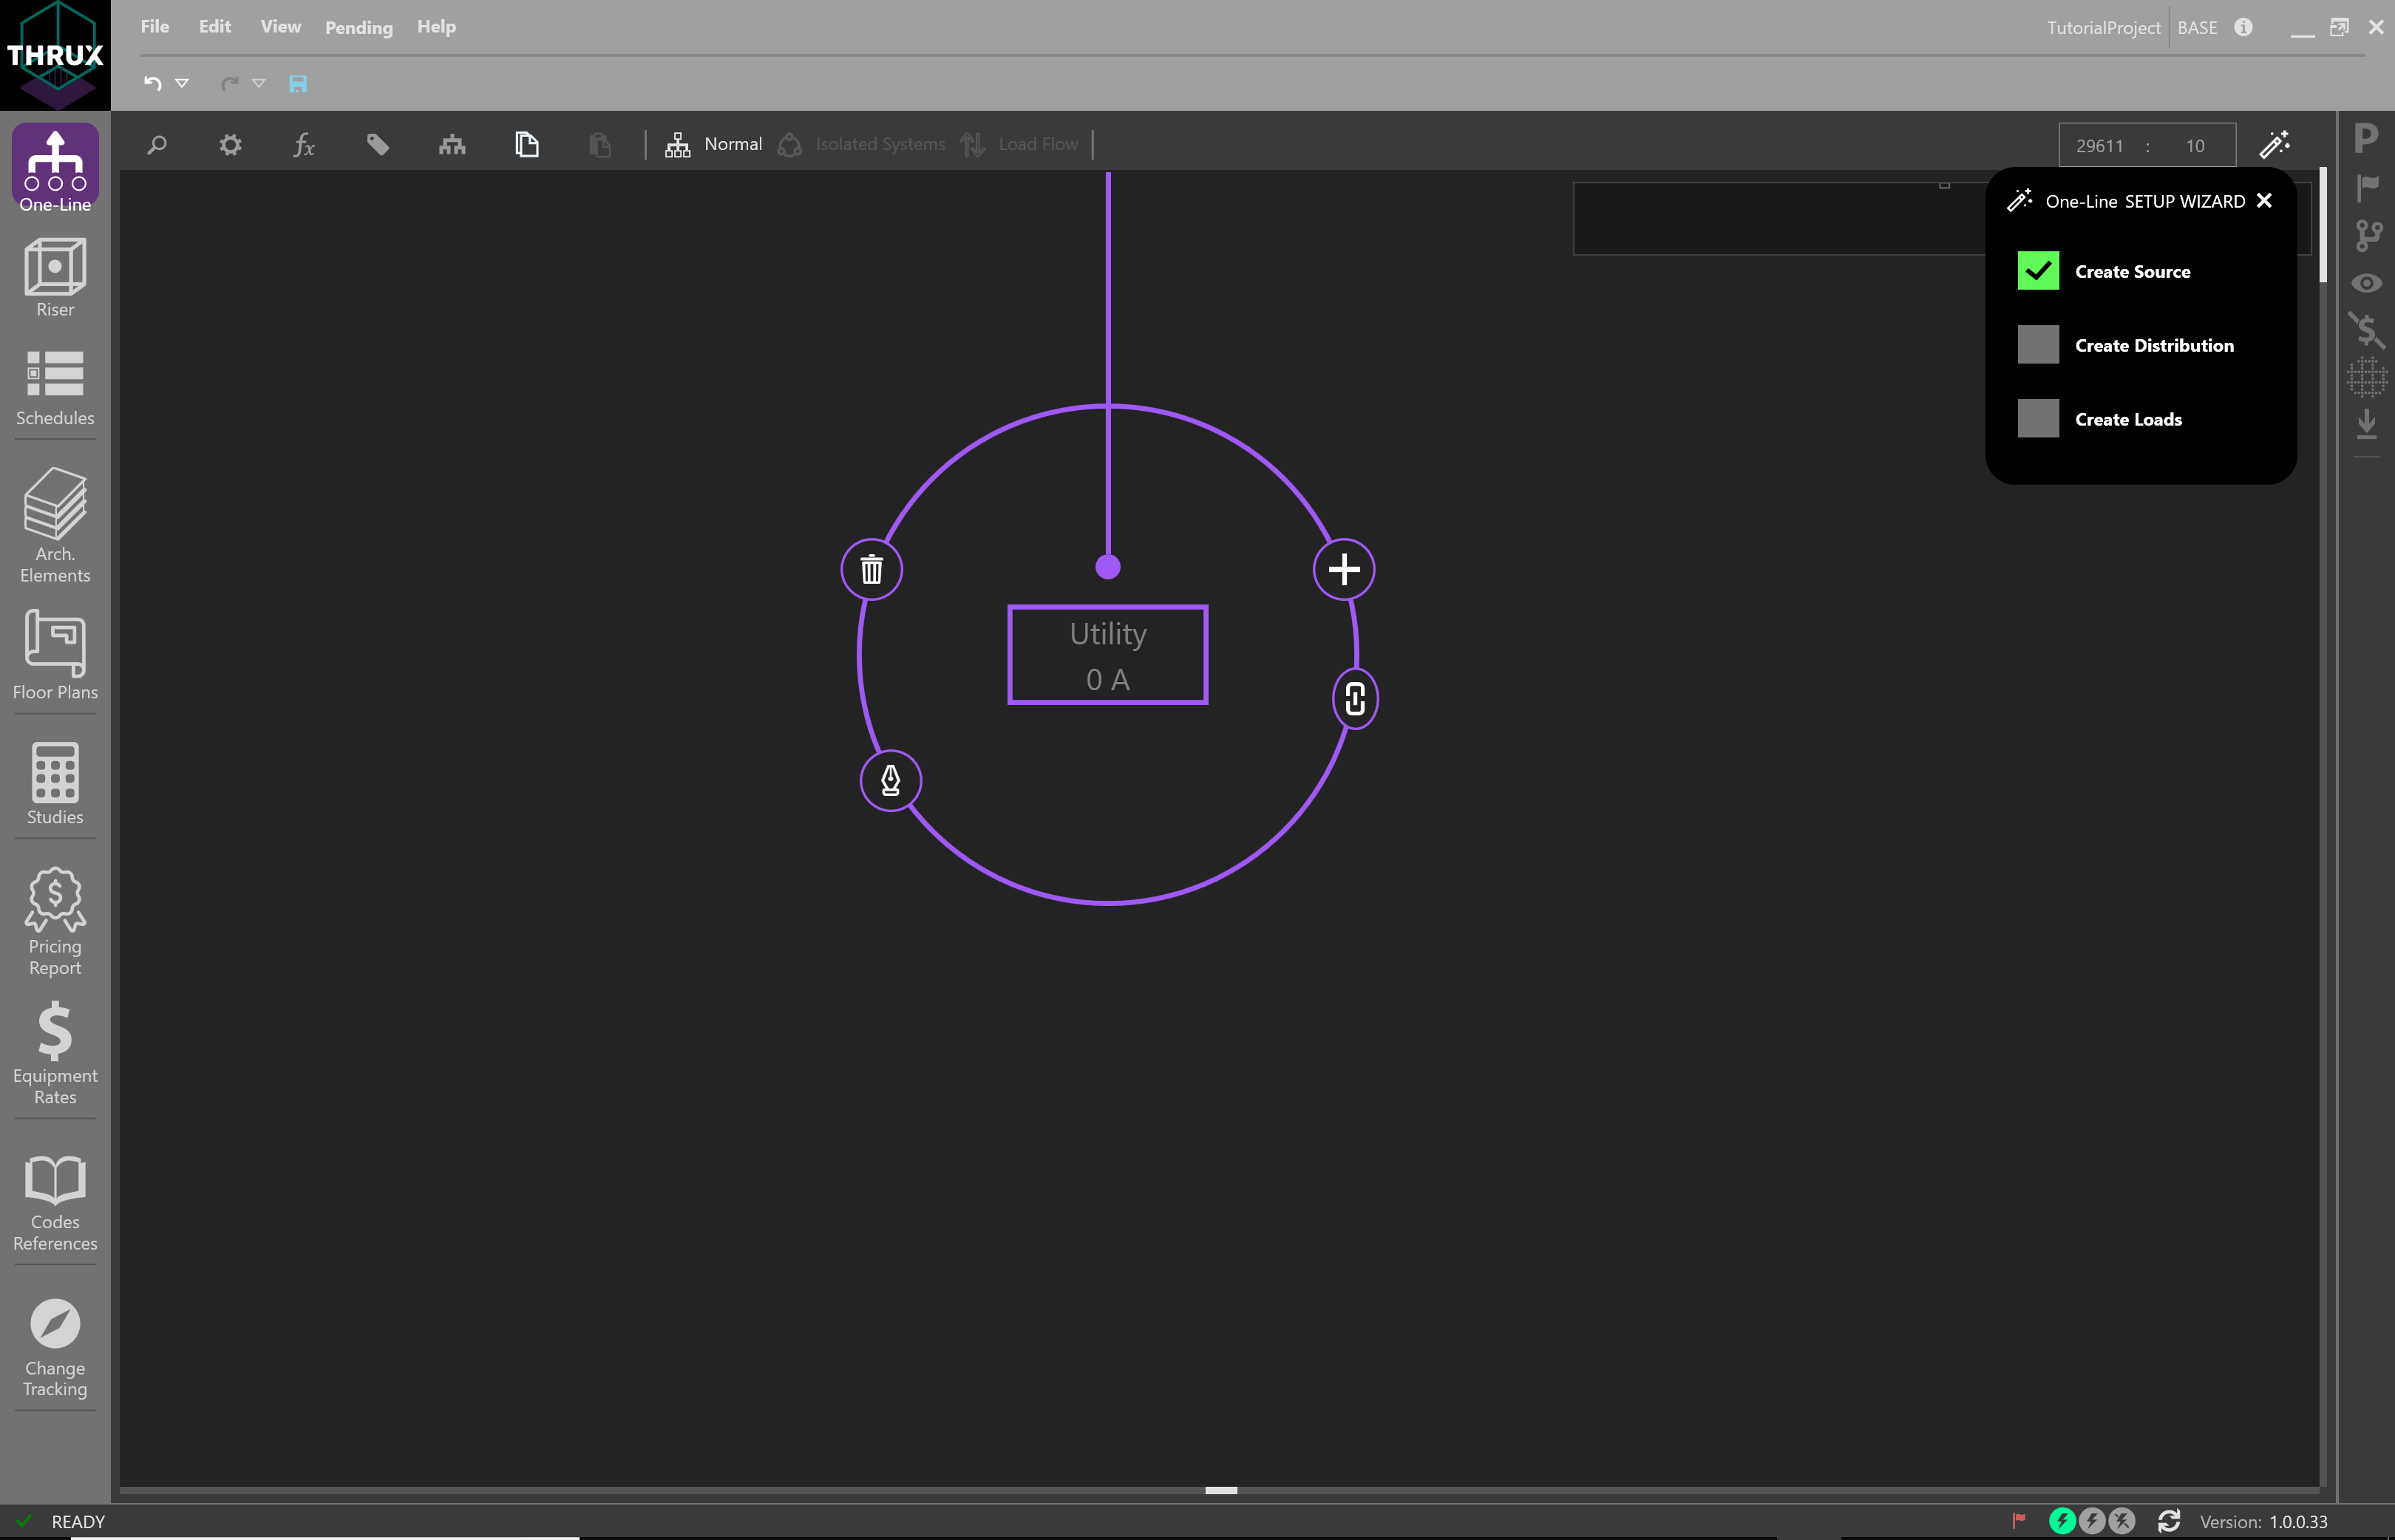 THRUX
File Edit View Pending Help
TutorialProject BASE
One-Line
Riser
Schedules
Arch.
Elements
Floor Plans
Studies
Pricing
Report
Equipment
Rates
Codes
References
Change
Tracking
fx Normal Isolated Systems Load Flow
29611 : 10
P
One-Line SETUP WIZARD
Create Source
Create Distribution
Create Loads
Utility
0 A
READY
Version: 1.0.0.33